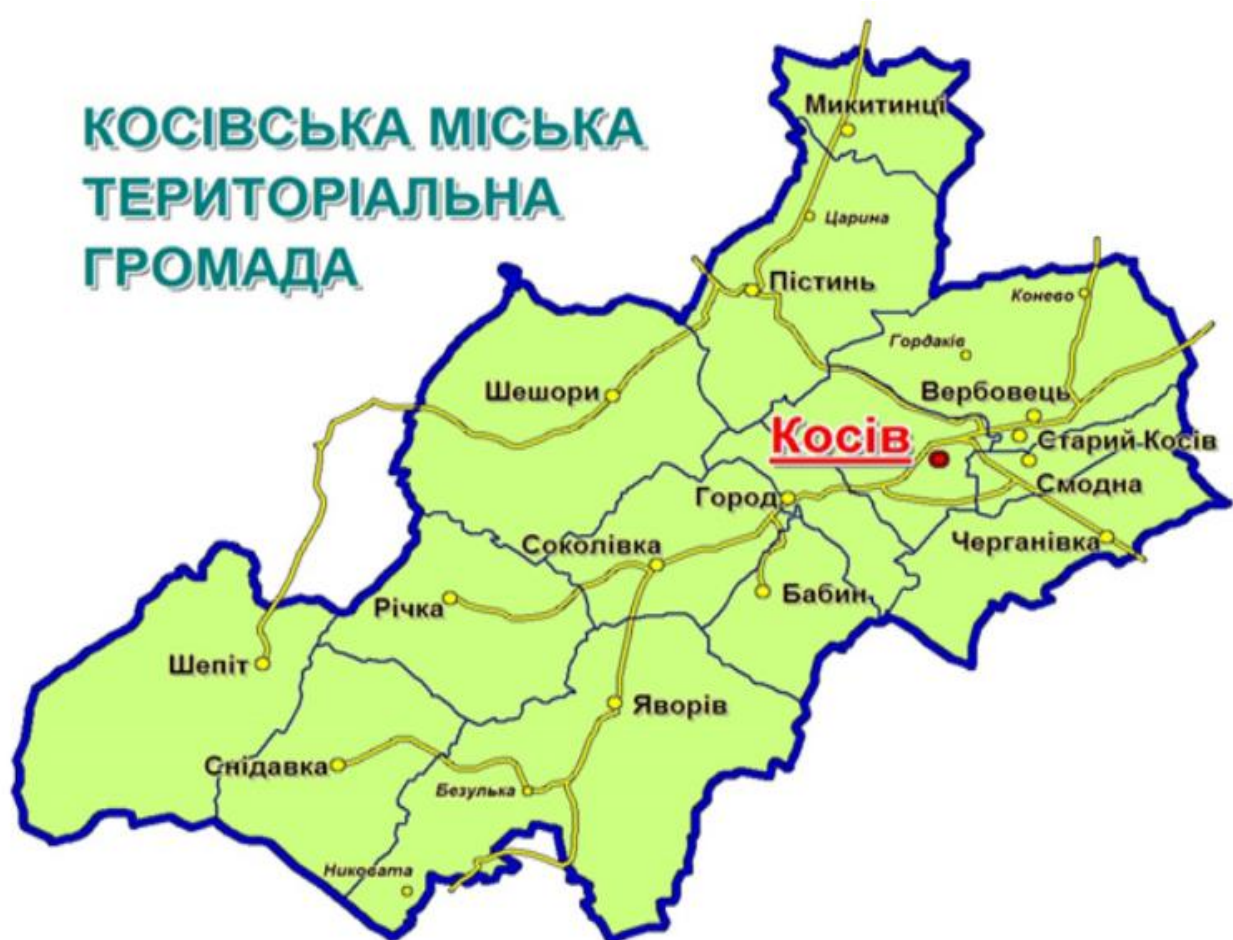 КОСІВСЬКА МІСЬКА
ТЕРИТОРІАЛЬНА
ГРОМАДА
Микитинці
Царина
Пістинь
Конево
Гордаків
Шешори
Вербовець
Косів
Старий Косів
Смодна
Город
Соколівка
Черганівка
Бабин
Річка
Шепіт
Яворів
Снідавка
Безулька
Никовата